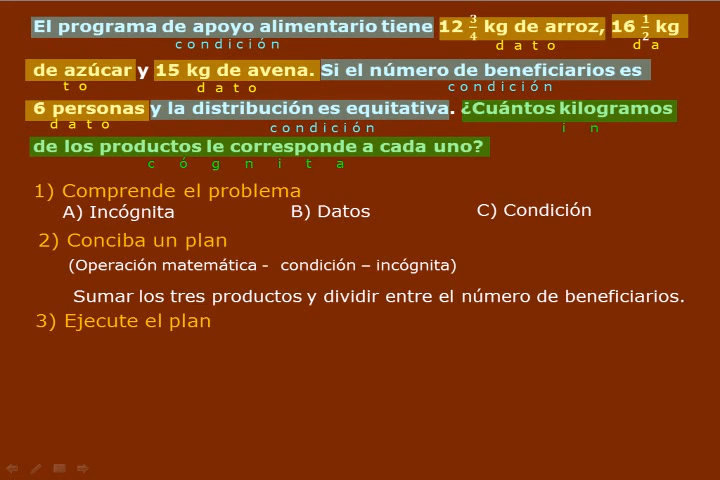 El programa de apoyo alimentario tiene 12 3/4 kg de arroz, 16 1/2 kg
condición dato da
de azúcar y 15 kg de avena. Si el número de beneficiarios es
to dato condición
6 personas y la distribución es equitativa. ¿Cuántos kilogramos
dato condición in
de los productos le corresponde a cada uno?
cógnita
1) Comprende el problema
A) Incógnita B) Datos C) Condición
2) Conciba un plan
(Operación matemática - condición – incógnita)
Sumar los tres productos y dividir entre el número de beneficiarios.
3) Ejecute el plan